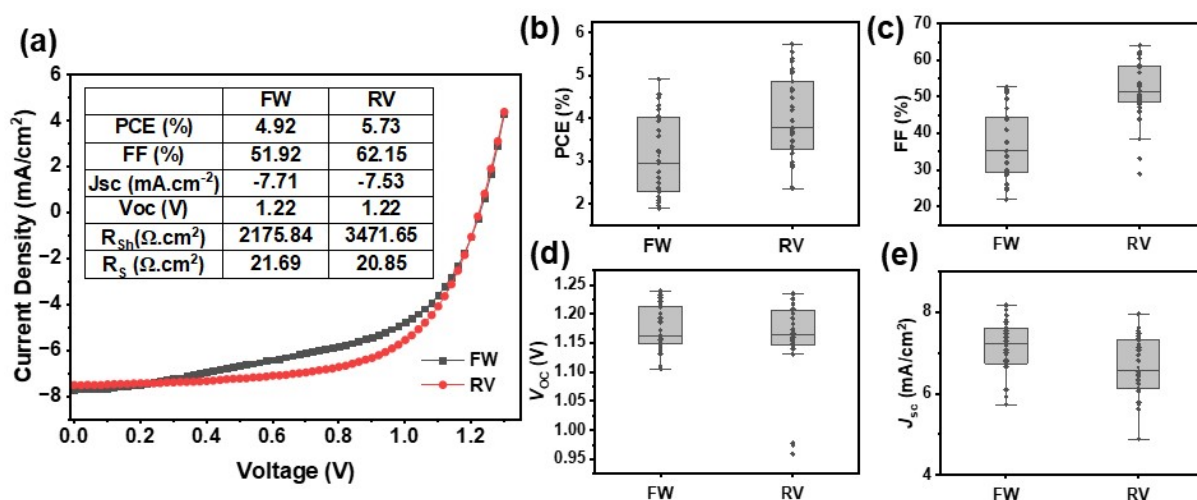 (a)
6
4
2
0
−2
−4
−6
−8
Current Density (mA/cm2)
FW RV
PCE (%) 4.92 5.73
FF (%) 51.92 62.15
Jsc (mA.cm⁻²) -7.71 -7.53
Voc (V) 1.22 1.22
R_Sh(Ω.cm²) 2175.84 3471.65
R_S (Ω.cm²) 21.69 20.85
FW
RV
0.0 0.2 0.4 0.6 0.8 1.0 1.2
Voltage (V)
(b)
6
5
4
3
2
PCE (%)
FW RV
(c)
70
60
50
40
30
20
FF (%)
FW RV
(d)
1.25
1.20
1.15
1.10
1.05
1.00
0.95
V_OC (V)
FW RV
(e)
8
6
4
J_sc (mA/cm²)
FW RV